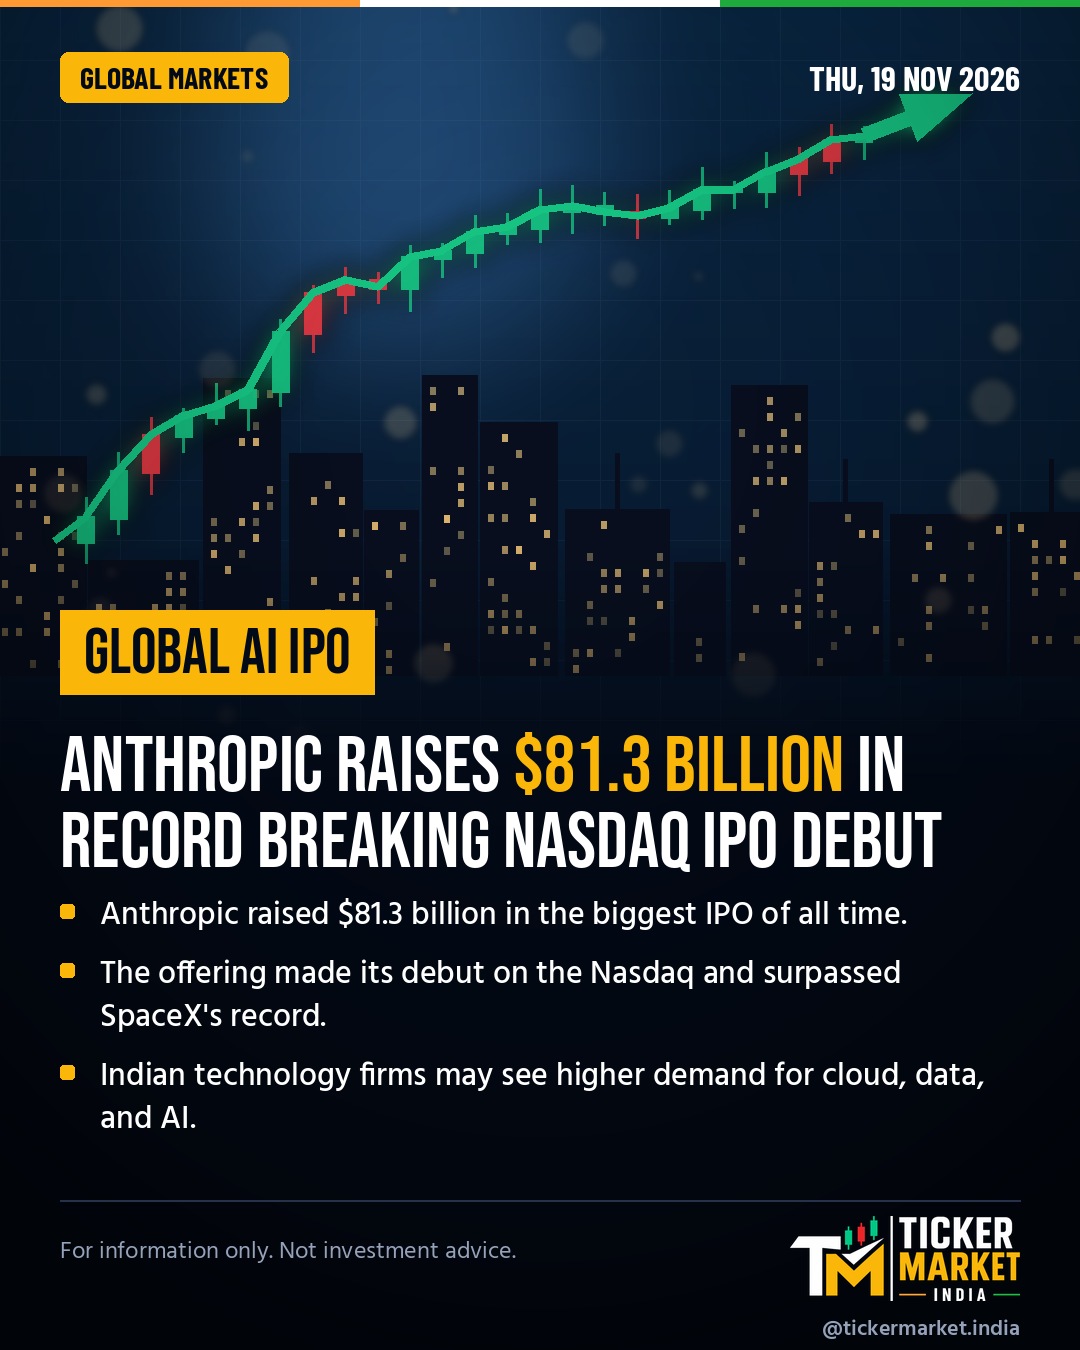 GLOBAL MARKETS
THU, 19 NOV 2026
GLOBAL AI IPO
ANTHROPIC RAISES $81.3 BILLION IN
RECORD BREAKING NASDAQ IPO DEBUT
Anthropic raised $81.3 billion in the biggest IPO of all time.
The offering made its debut on the Nasdaq and surpassed
SpaceX's record.
Indian technology firms may see higher demand for cloud, data,
and AI.
For information only. Not investment advice.
TM
TICKER
MARKET
INDIA
@tickermarket.india